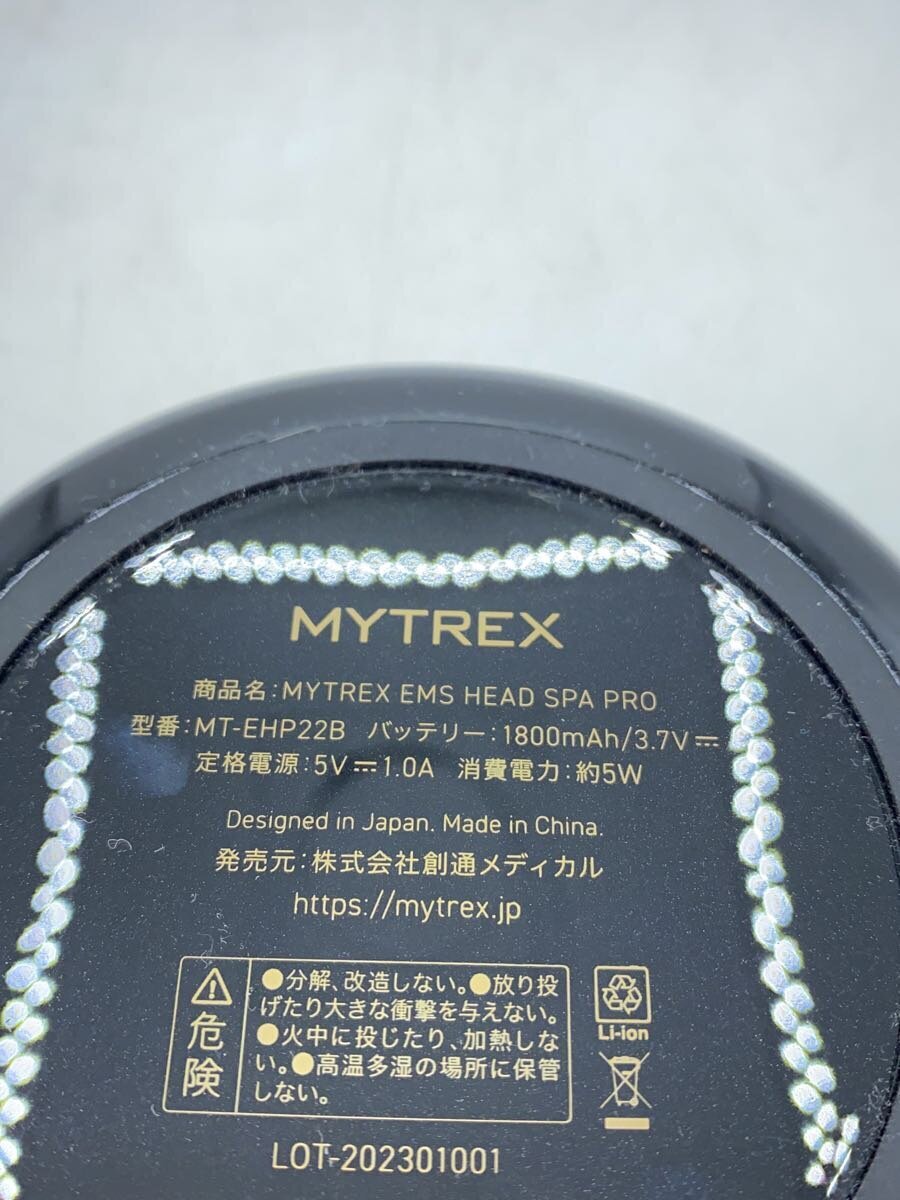 MYTREX
商品名:MYTREX EMS HEAD SPA PRO
型番:MT-EHP22B バッテリー:1800mAh/3.7V⎓
定格電源:5V⎓1.0A 消費電力:約5W
Designed in Japan. Made in China.
発売元:株式会社創通メディカル
https://mytrex.jp
危険
●分解、改造しない。●放り投
げたり大きな衝撃を与えない。
●火中に投じたり、加熱しな
い。●高温多湿の場所に保管
しない。
Li-ion
LOT-202301001